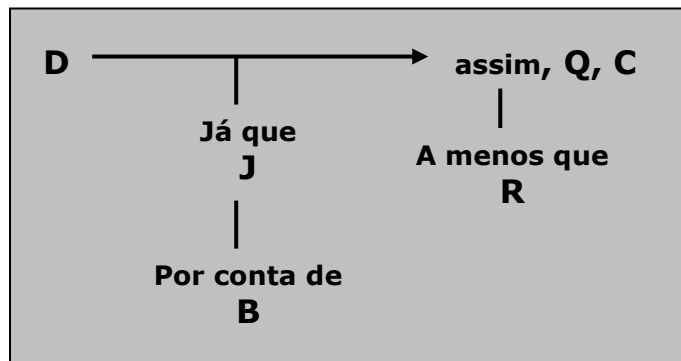 D assim, Q, C
Já que
J
A menos que
R
Por conta de
B